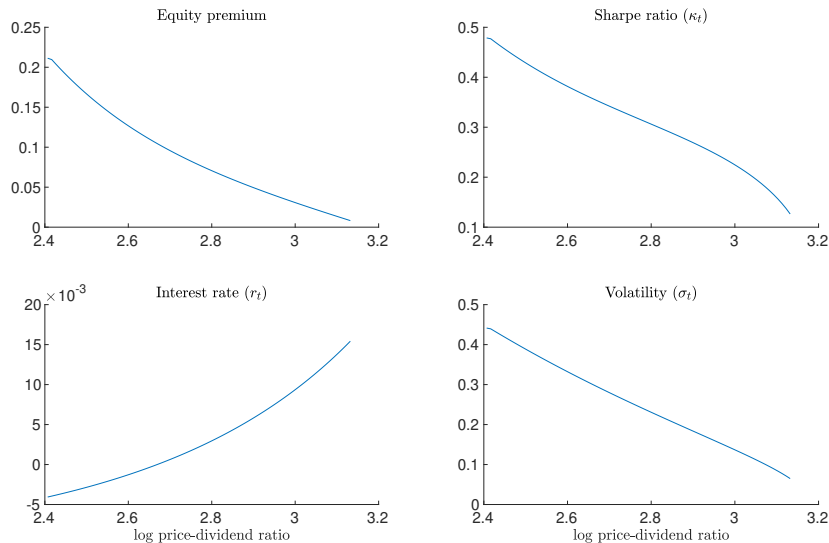 Equity premium
0.25
0.2
0.15
0.1
0.05
0
2.4 2.6 2.8 3 3.2
Sharpe ratio (κt)
0.5
0.4
0.3
0.2
0.1
2.4 2.6 2.8 3 3.2
Interest rate (rt)
×10-3
20
15
10
5
0
-5
2.4 2.6 2.8 3 3.2
log price-dividend ratio
Volatility (σt)
0.5
0.4
0.3
0.2
0.1
0
2.4 2.6 2.8 3 3.2
log price-dividend ratio